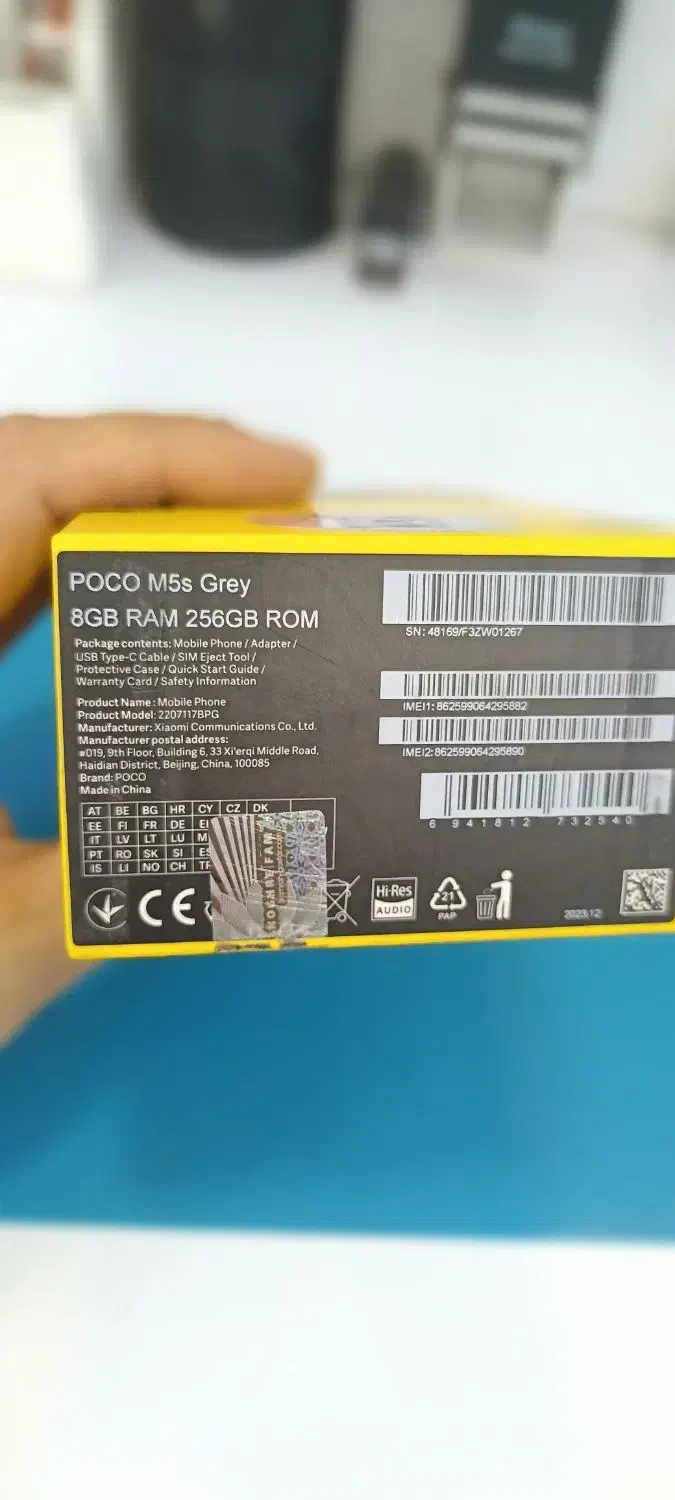 POCO M5s Grey
8GB RAM 256GB ROM
Package contents: Mobile Phone / Adapter /
USB Type-C Cable / SIM Eject Tool /
Protective Case / Quick Start Guide /
Warranty Card / Safety Information
Product Name: Mobile Phone
Product Model: 2207117BPG
Manufacturer: Xiaomi Communications Co., Ltd.
Manufacturer postal address:
#019, 9th Floor, Building 6, 33 Xi'erqi Middle Road,
Haidian District, Beijing, China, 100085
Brand: POCO
Made in China
AT BE BG HR CY CZ DK
EE FI FR DE
IT LV LT LU
PT RO SK SI ES
IS LI NO CH
CE
Hi-Res
AUDIO
21
PAP
2023.12
SN: 48169/F3ZW01267
IMEI1: 862599064295882
IMEI2: 862599064295890
6 941812 732540